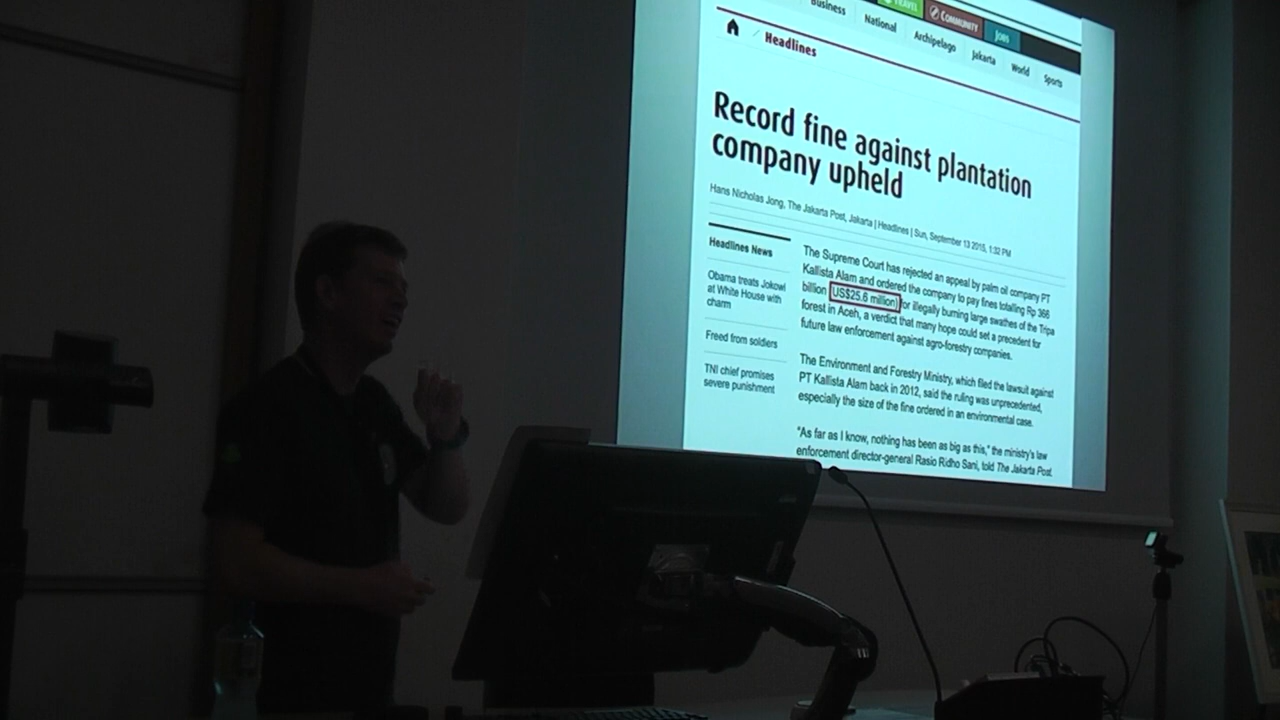 TRAVEL
COMMUNITY
JOBS
Business
National
Archipelago
Jakarta
World
Sports
/ Headlines
Record fine against plantation
company upheld
Hans Nicholas Jong, The Jakarta Post, Jakarta | Headlines | Sun, September 13 2015, 1:32 PM
Headlines News
Obama treats Jokowi
at White House with
charm
Freed from soldiers
TNI chief promises
severe punishment
The Supreme Court has rejected an appeal by palm oil company PT
Kallista Alam and ordered the company to pay fines totalling Rp 366
billion (US$25.6 million) for illegally burning large swathes of the Tripa
forest in Aceh, a verdict that many hope could set a precedent for
future law enforcement against agro-forestry companies.
The Environment and Forestry Ministry, which filed the lawsuit against
PT Kallista Alam back in 2012, said the ruling was unprecedented,
especially the size of the fine ordered in an environmental case.
"As far as I know, nothing has been as big as this," the ministry's law
enforcement director-general Rasio Ridho Sani, told The Jakarta Post.